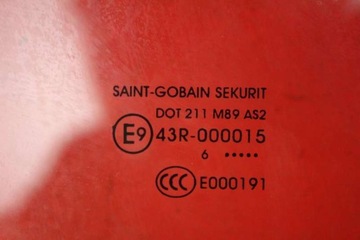 SAINT-GOBAIN SEKURIT
DOT 211 M89 AS2
E9 43R-000015
6 •••••
CCC E000191